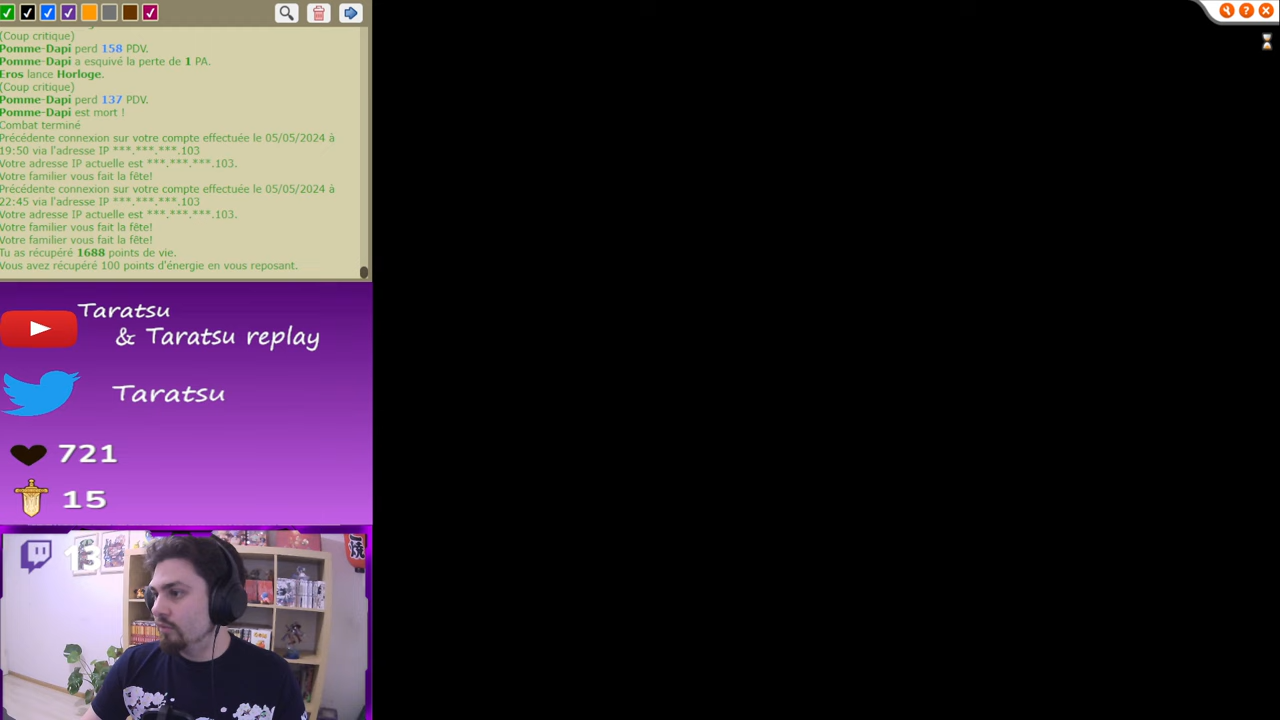 (Coup critique)
Pomme-Dapi perd 158 PDV.
Pomme-Dapi a esquivé la perte de 1 PA.
Eros lance Horloge.
(Coup critique)
Pomme-Dapi perd 137 PDV.
Pomme-Dapi est mort !
Combat terminé
Précédente connexion sur votre compte effectuée le 05/05/2024 à
19:50 via l'adresse IP ***.***.***.103
Votre adresse IP actuelle est ***.***.***.103.
Votre familier vous fait la fête!
Précédente connexion sur votre compte effectuée le 05/05/2024 à
22:45 via l'adresse IP ***.***.***.103
Votre adresse IP actuelle est ***.***.***.103.
Votre familier vous fait la fête!
Votre familier vous fait la fête!
Tu as récupéré 1688 points de vie.
Vous avez récupéré 100 points d'énergie en vous reposant.
Taratsu
& Taratsu replay
Taratsu
721
15